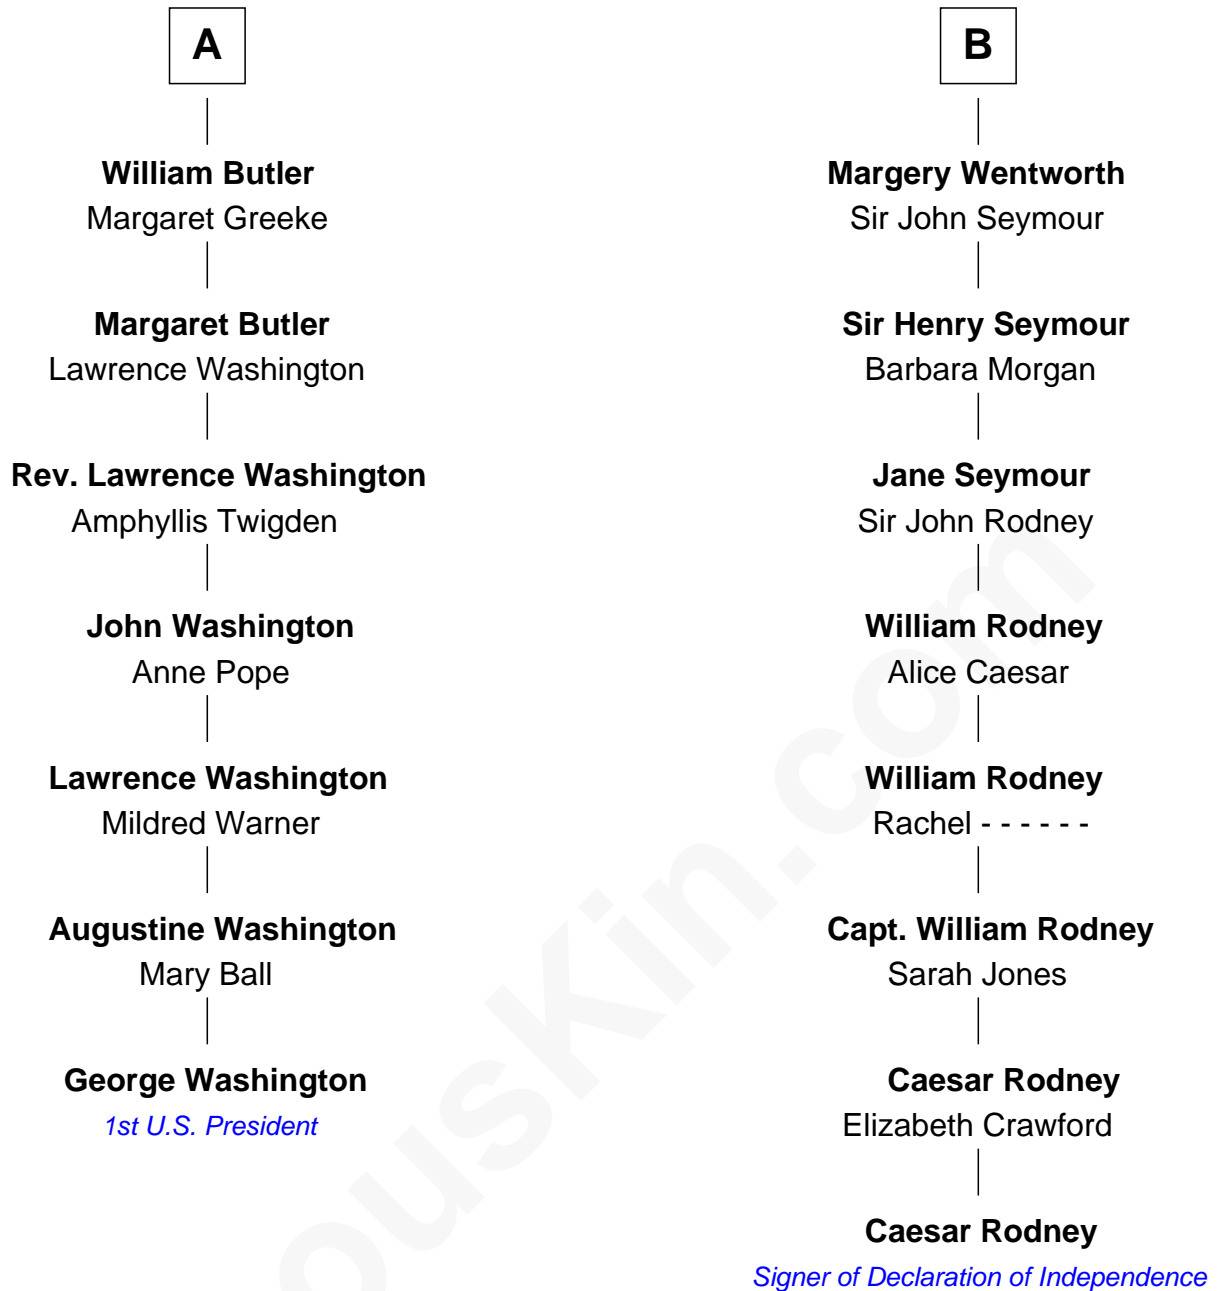 A
William Butler
Margaret Greeke
Margaret Butler
Lawrence Washington
Rev. Lawrence Washington
Amphyllis Twigden
John Washington
Anne Pope
Lawrence Washington
Mildred Warner
Augustine Washington
Mary Ball
George Washington
1st U.S. President
B
Margery Wentworth
Sir John Seymour
Sir Henry Seymour
Barbara Morgan
Jane Seymour
Sir John Rodney
William Rodney
Alice Caesar
William Rodney
Rachel - - - - - -
Capt. William Rodney
Sarah Jones
Caesar Rodney
Elizabeth Crawford
Caesar Rodney
Signer of Declaration of Independence
ousKin.com